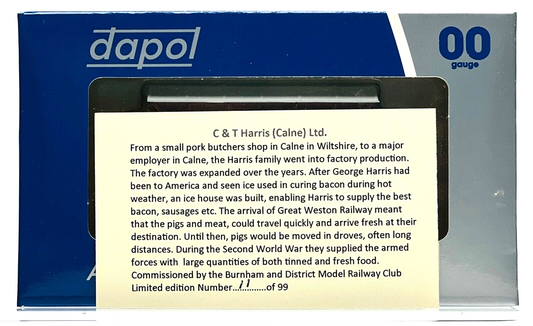 dapol
00
gauge
C & T Harris (Calne) Ltd.
From a small pork butchers shop in Calne in Wiltshire, to a major
employer in Calne, the Harris family went into factory production.
The factory was expanded over the years. After George Harris had
been to America and seen ice used in curing bacon during hot
weather, an ice house was built, enabling Harris to supply the best
bacon, sausages etc. The arrival of Great Weston Railway meant
that the pigs and meat, could travel quickly and arrive fresh at their
destination. Until then, pigs would be moved in droves, often long
distances. During the Second World War they supplied the armed
forces with large quantities of both tinned and fresh food.
Commissioned by the Burnham and District Model Railway Club
Limited edition Number...11...........of 99